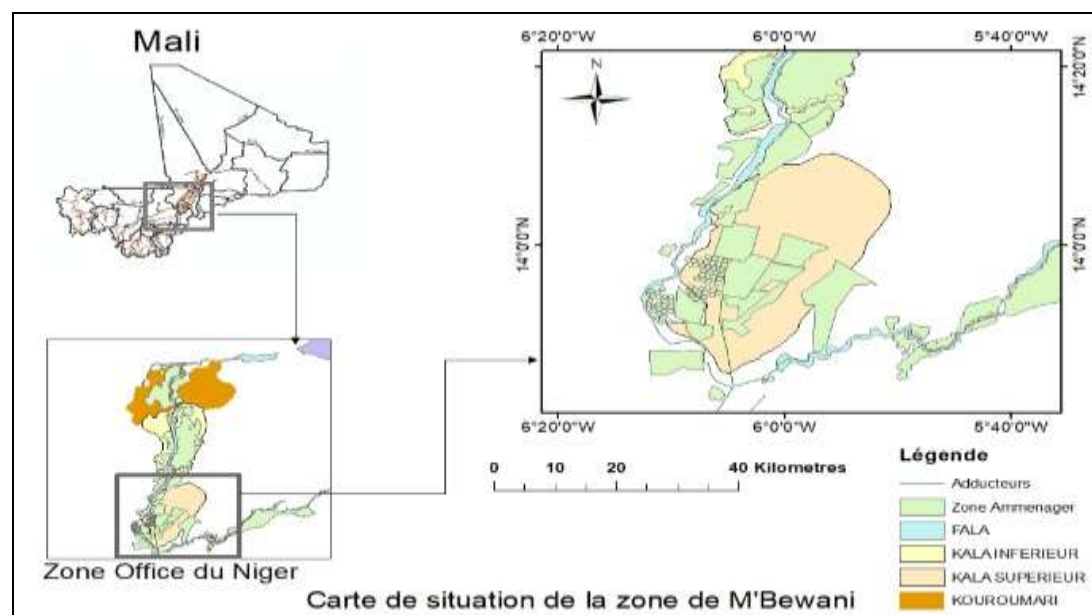 Mali
6°20'0"W
6°0'0"W
5°40'0"W
14°20'0"N
N
14°0'0"N
14°0'0"N
6°20'0"W
6°0'0"W
5°40'0"W
0 10 20 40 Kilometres
Légende
Adducteurs
Zone Ammenager
FALA
KALA INFERIEUR
KALA SUPERIEUR
KOUROUMARI
Zone Office du Niger
Carte de situation de la zone de M'Bewani